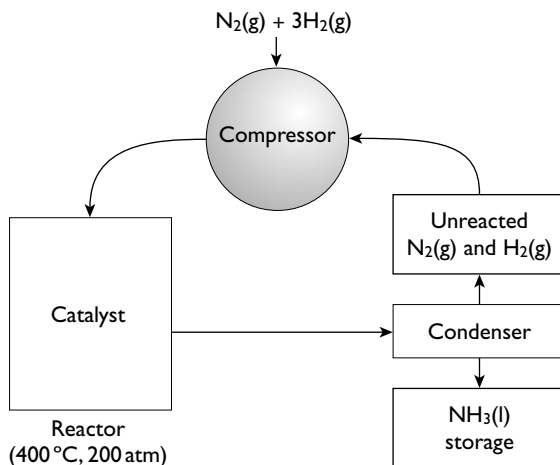 N₂(g) + 3H₂(g)
Compressor
Unreacted
N₂(g) and H₂(g)
Catalyst
Condenser
NH₃(l)
storage
Reactor
(400 °C, 200 atm)